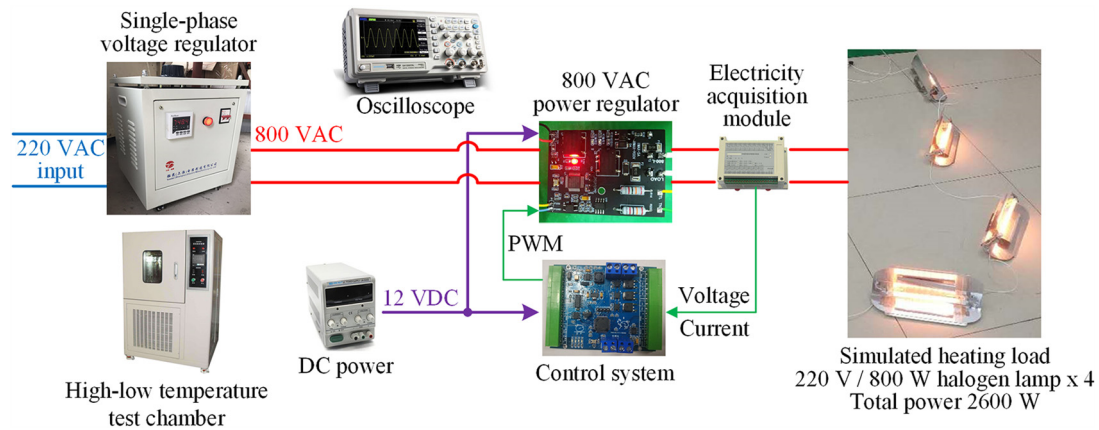 Single-phase
voltage regulator
Oscilloscope
800 VAC
power regulator
Electricity
acquisition
module
220 VAC
input
800 VAC
PWM
12 VDC
Voltage
Current
High-low temperature
test chamber
DC power
Control system
Simulated heating load
220 V / 800 W halogen lamp x 4
Total power 2600 W